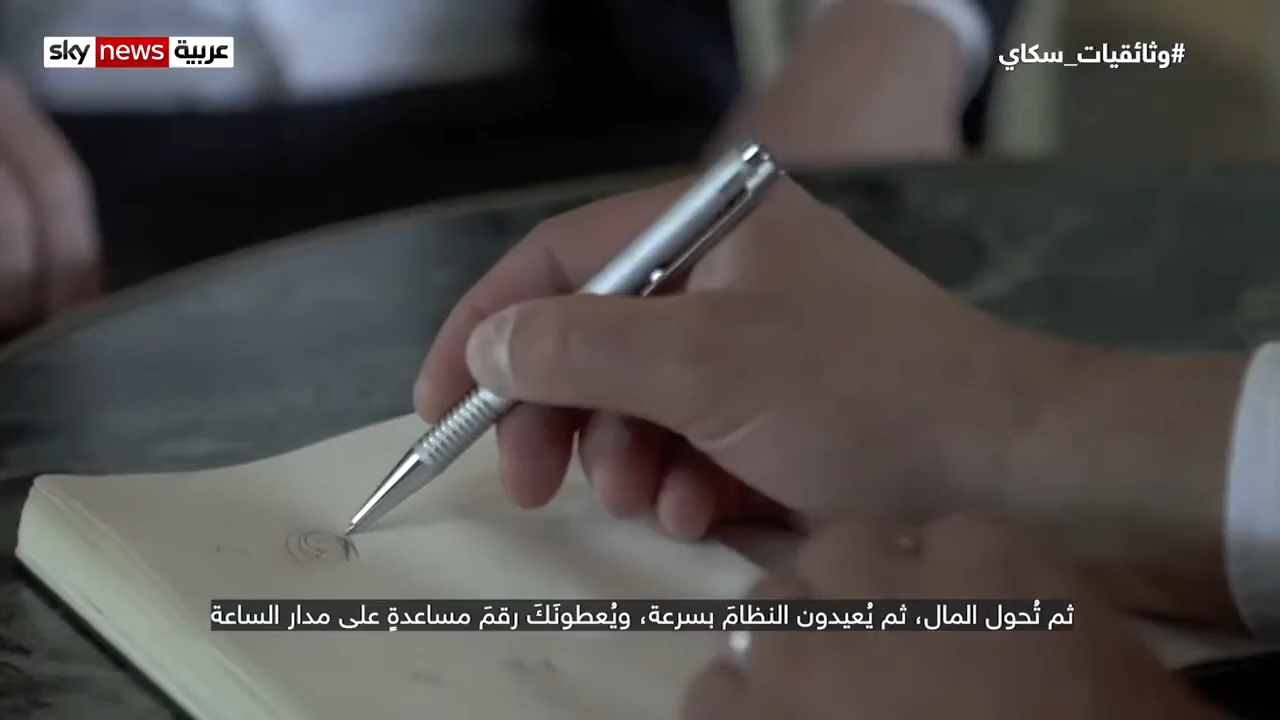 sky news عربية
#وثائقيات_سكاي
ثم تُحول المال، ثم يُعيدون النظامَ بسرعة، ويُعطونَكَ رقمَ مساعدةٍ على مدار الساعة